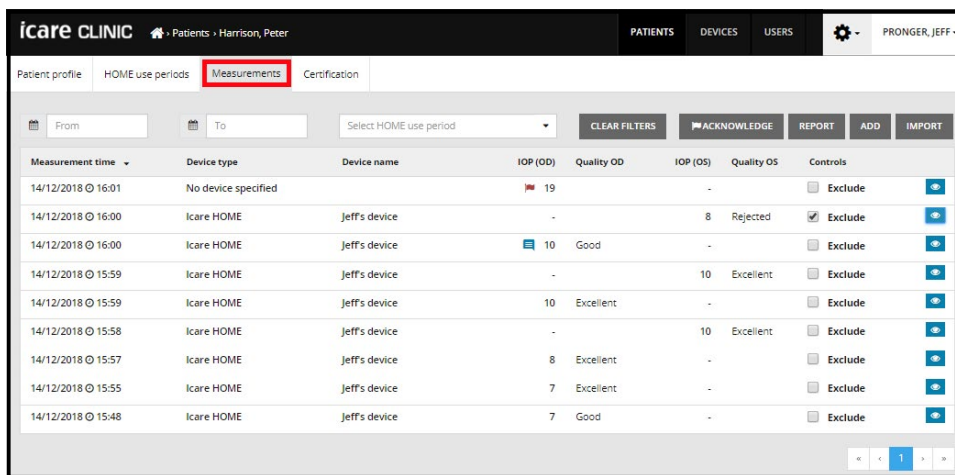 icare CLINIC › Patients › Harrison, Peter PATIENTS DEVICES USERS PRONGER, JEFF
Patient profile HOME use periods Measurements Certification
From To Select HOME use period CLEAR FILTERS ACKNOWLEDGE REPORT ADD IMPORT
Measurement time Device type Device name IOP (OD) Quality OD IOP (OS) Quality OS Controls
14/12/2018 16:01 No device specified 19 - Exclude
14/12/2018 16:00 Icare HOME Jeff's device - 8 Rejected Exclude
14/12/2018 16:00 Icare HOME Jeff's device 10 Good - Exclude
14/12/2018 15:59 Icare HOME Jeff's device - 10 Excellent Exclude
14/12/2018 15:59 Icare HOME Jeff's device 10 Excellent - Exclude
14/12/2018 15:58 Icare HOME Jeff's device - 10 Excellent Exclude
14/12/2018 15:57 Icare HOME Jeff's device 8 Excellent - Exclude
14/12/2018 15:55 Icare HOME Jeff's device 7 Excellent - Exclude
14/12/2018 15:48 Icare HOME Jeff's device 7 Good - Exclude
« ‹ 1 › »